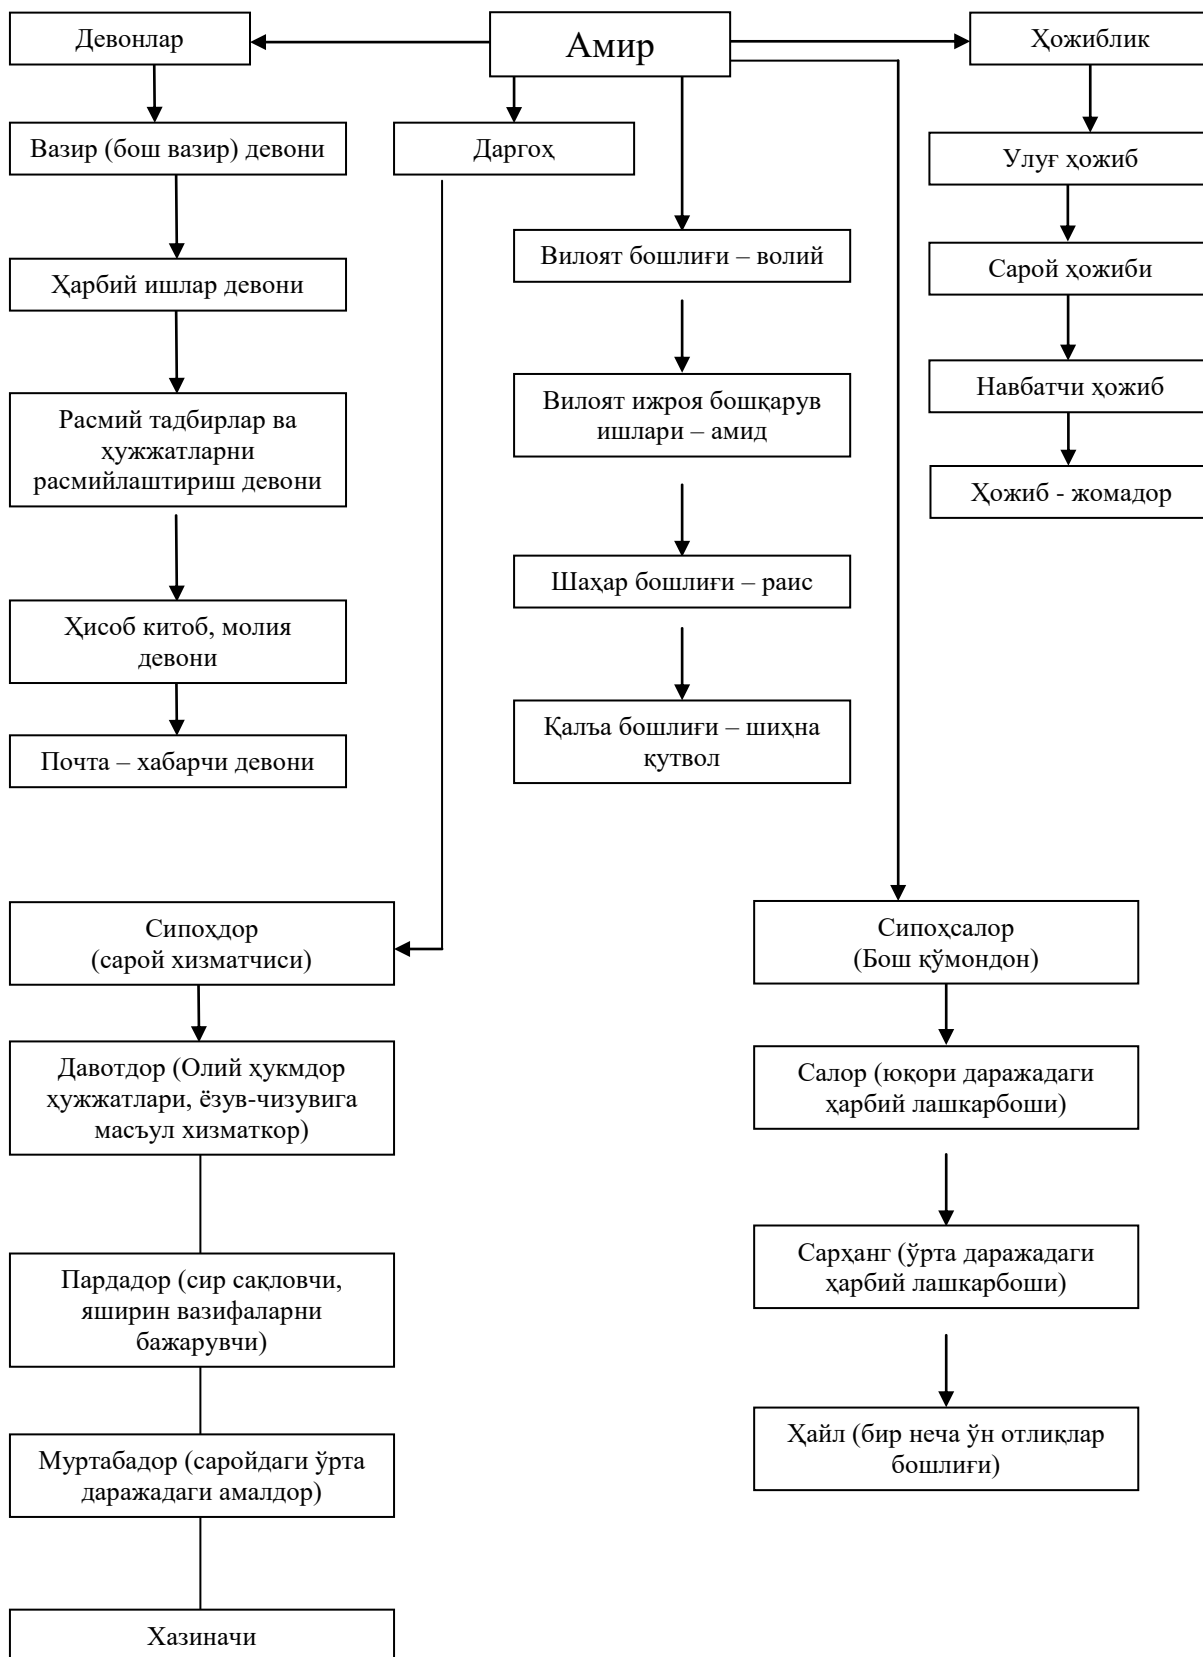 Девонлар
Амир
Ҳожиблик
Вазир (бош вазир) девони
Даргоҳ
Улуғ ҳожиб
Вилоят бошлиғи – волий
Сарой ҳожиби
Ҳарбий ишлар девони
Вилоят ижроя бошқарув
ишлари – амид
Навбатчи ҳожиб
Расмий тадбирлар ва
ҳужжатларни
расмийлаштириш девони
Ҳожиб - жомадор
Шаҳар бошлиғи – раис
Ҳисоб китоб, молия
девони
Қалъа бошлиғи – шиҳна
қутвол
Почта – хабарчи девони
Сипоҳдор
(сарой хизматчиси)
Сипоҳсалор
(Бош қўмондон)
Давотдор (Олий ҳукмдор
ҳужжатлари, ёзув-чизувига
масъул хизматкор)
Салор (юқори даражадаги
ҳарбий лашкарбоши)
Пардадор (сир сақловчи,
яширин вазифаларни
бажарувчи)
Сарҳанг (ўрта даражадаги
ҳарбий лашкарбоши)
Муртабадор (саройдаги ўрта
даражадаги амалдор)
Ҳайл (бир неча ўн отлиқлар
бошлиғи)
Хазиначи